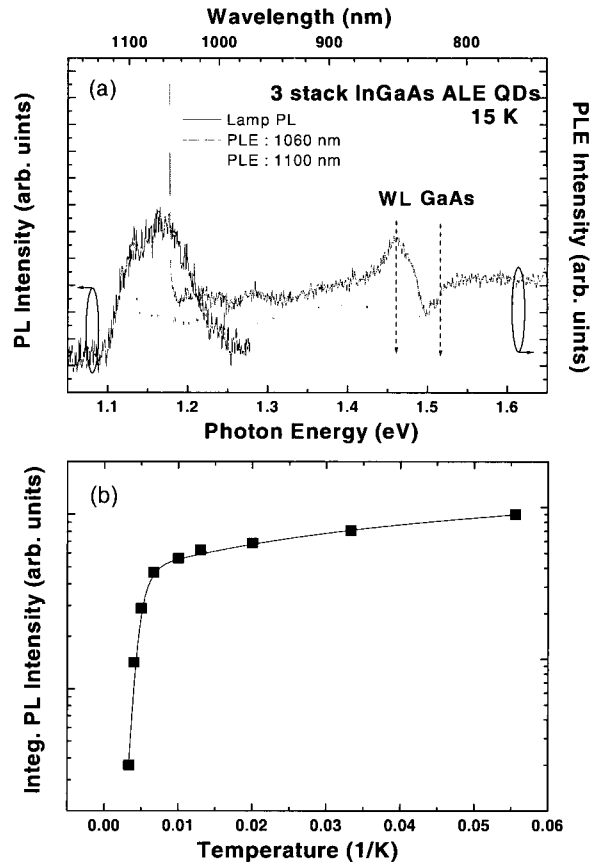 Wavelength (nm)
1100 1000 900 800
(a)
3 stack InGaAs ALE QDs
15 K
Lamp PL
PLE : 1060 nm
PLE : 1100 nm
WL GaAs
PL Intensity (arb. uints)
PLE Intensity (arb. uints)
1.1 1.2 1.3 1.4 1.5 1.6
Photon Energy (eV)
(b)
Integ. PL Intensity (arb. units)
0.00 0.01 0.02 0.03 0.04 0.05 0.06
Temperature (1/K)